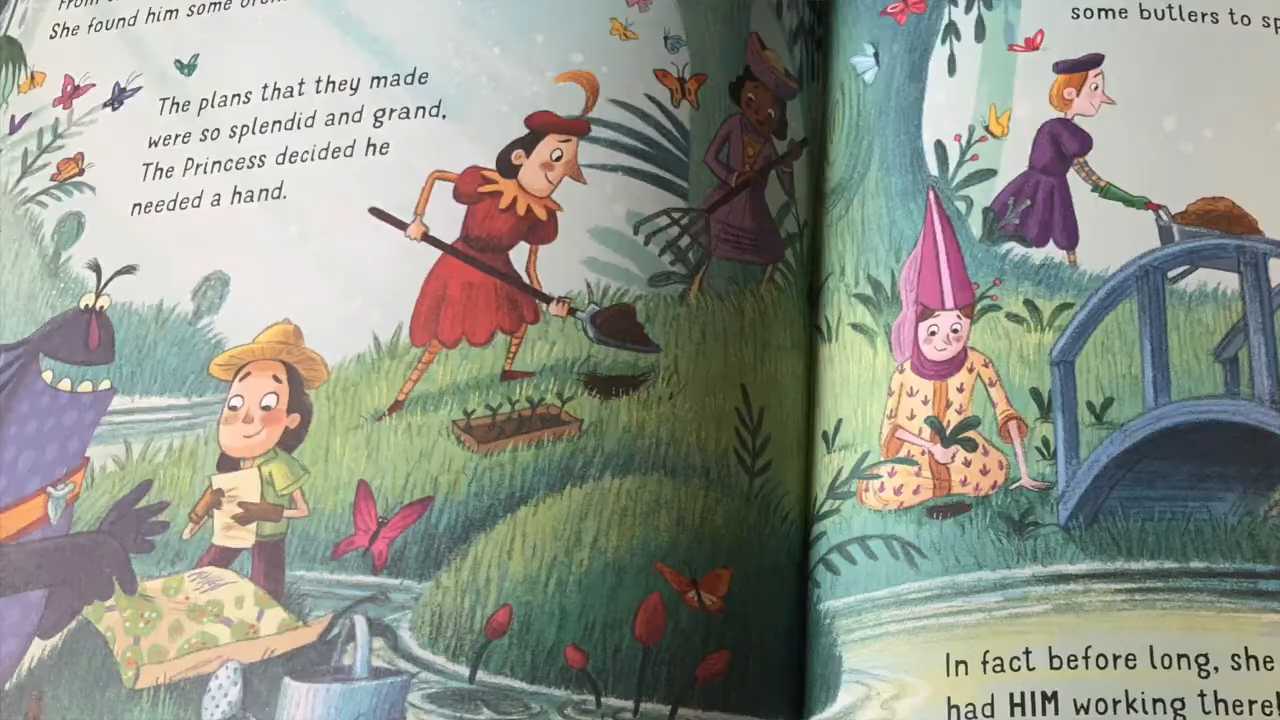 She found him some
The plans that they made
were so splendid and grand,
The Princess decided he
needed a hand.
some butlers to
In fact before long, she
had HIM working there!